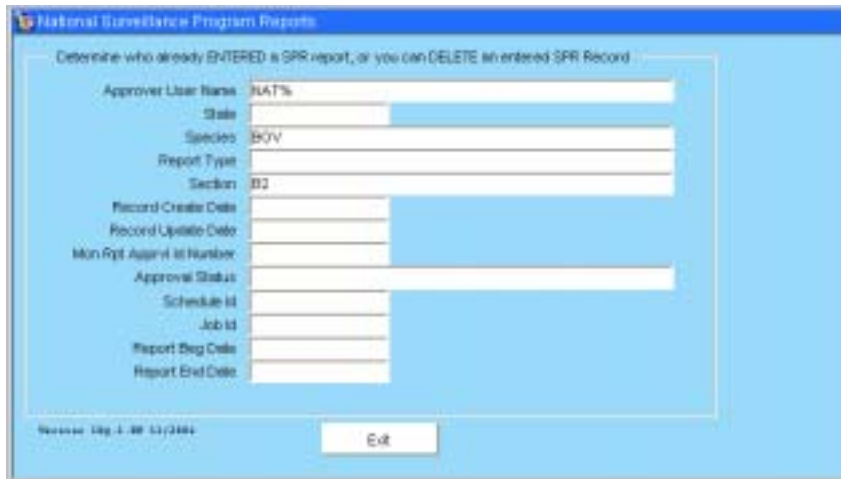 National Surveillance Program Reports
Determine who already ENTERED a SPR report, or you can DELETE an entered SPR Record
Approver User Name NAT%
State
Species BOV
Report Type
Section B2
Record Create Date
Record Update Date
Mon Rpt Apprvl Id Number
Approval Status
Schedule Id
Job Id
Report Beg Date
Report End Date
Version
Exit